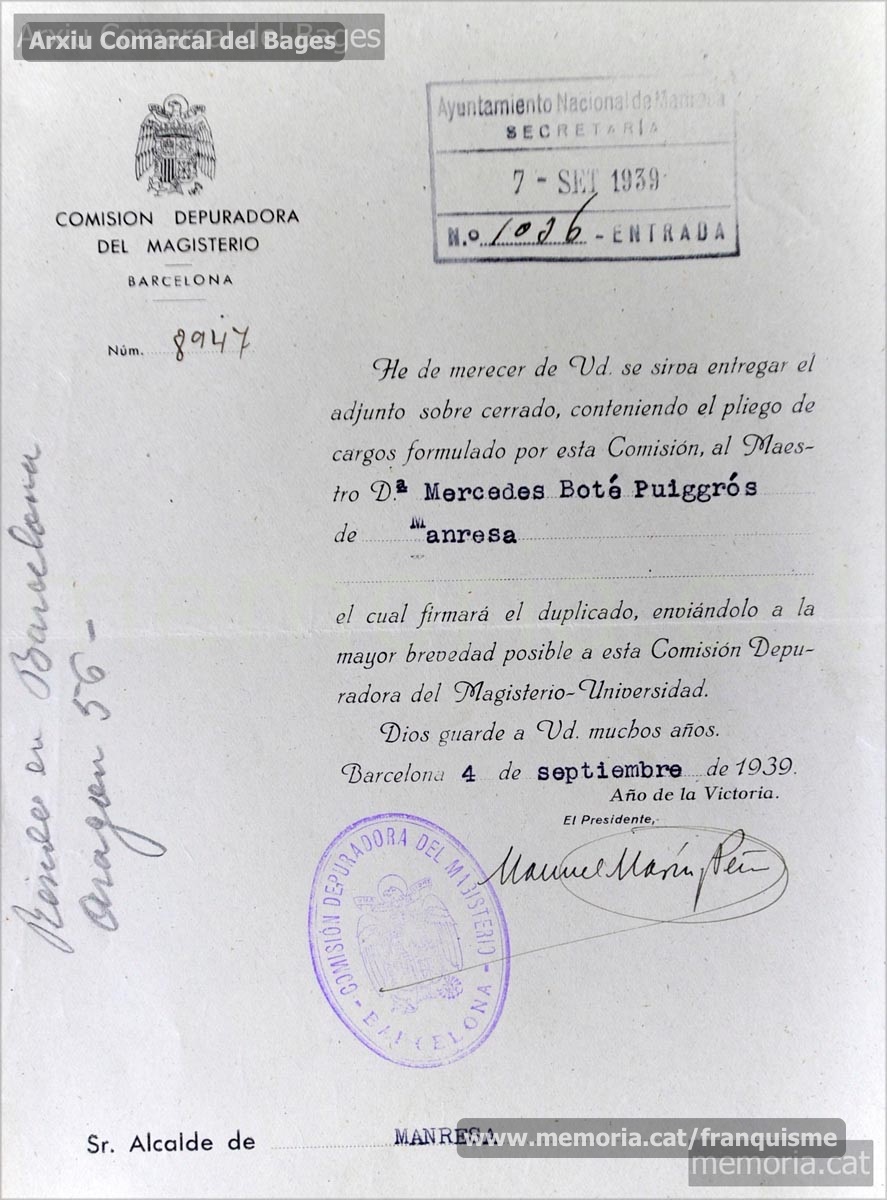 Arxiu Comarcal del Bages
COMISION DEPURADORA
DEL MAGISTERIO
BARCELONA
Núm. 8947
Ayuntamiento Nacional de Manresa
SECRETARÍA
7 - SET 1939
N.º 1036 - ENTRADA
He de merecer de Vd. se sirva entregar el
adjunto sobre cerrado, conteniendo el pliego de
cargos formulado por esta Comisión, al Maes-
tro D.ª Mercedes Boté Puiggrós
de Manresa
el cual firmará el duplicado, enviándolo a la
mayor brevedad posible a esta Comisión Depu-
radora del Magisterio-Universidad.
Dios guarde a Vd. muchos años.
Barcelona 4 de septiembre de 1939.
Año de la Victoria.
El Presidente,
Manuel Marín Peña
COMISIÓN DEPURADORA DEL MAGISTERIO
- BARCELONA -
Reside en Barcelona
Aragon 56 -
Sr. Alcalde de MANRESA
www.memoria.cat/franquisme
memoria.cat